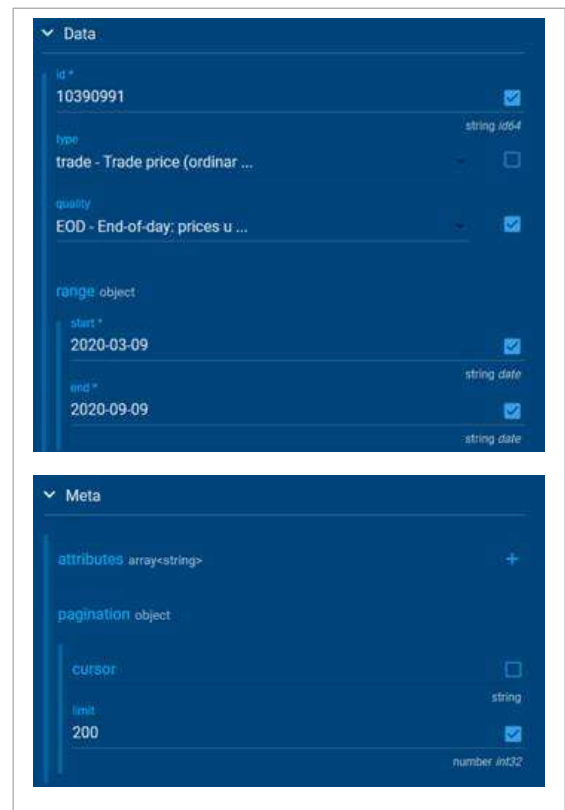 Data
id *
10390991
string id64
type
trade - Trade price (ordinar ...
quality
EOD - End-of-day: prices u ...
range object
start *
2020-03-09
string date
end *
2020-09-09
string date
Meta
attributes array<string>
pagination object
cursor
string
limit
200
number int32